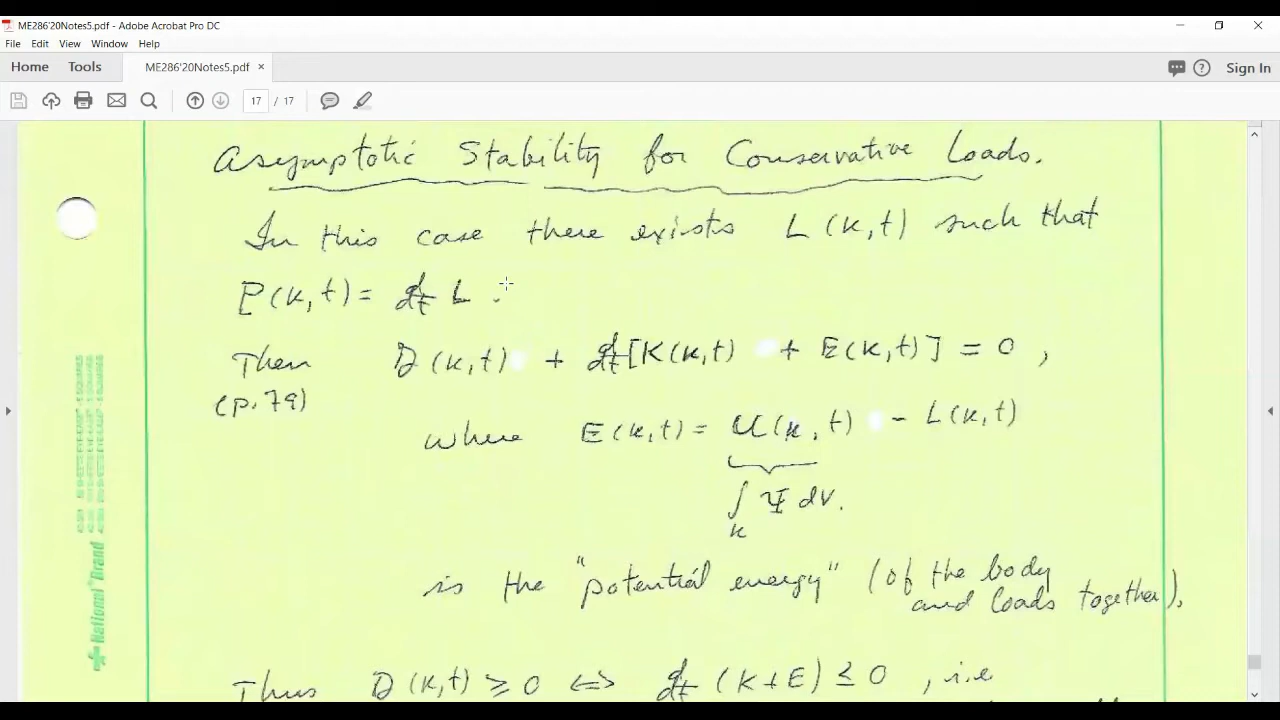 ME286'20Notes5.pdf - Adobe Acrobat Pro DC
File Edit View Window Help
Home Tools ME286'20Notes5.pdf × Sign In
17 / 17
Asymptotic Stability for Conservative Loads.
In this case there exists L(κ,t) such that
P(κ,t) = d/dt L .
Then D(κ,t) + d/dt[K(κ,t) + E(κ,t)] = 0 ,
(p.79)
where E(κ,t) = U(κ,t) - L(κ,t)
∫κ Ψ dv.
is the "potential energy" (of the body
and loads together).
Thus D(κ,t) ≥ 0 ⇔ d/dt (K+E) ≤ 0 , i.e
National Brand